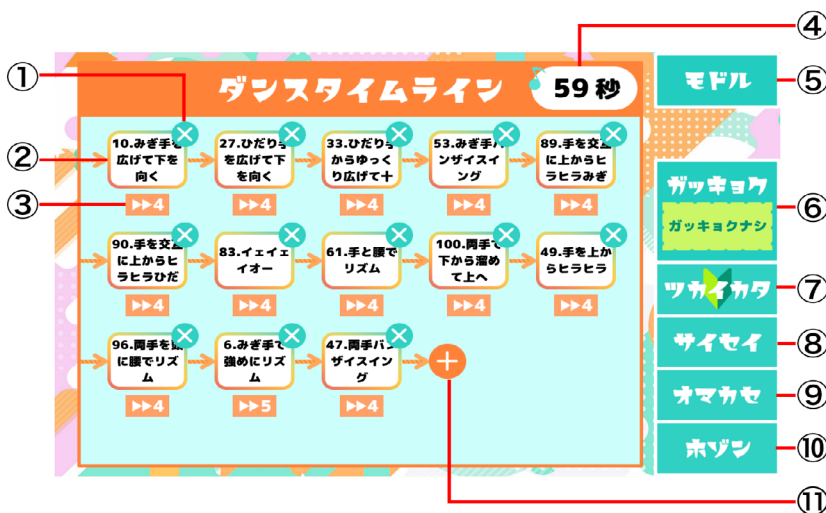 ④
ダンスタイムライン
59 秒
モドル
⑤
①
②
③
10.みぎ手を
広げて下を
向く
27.ひだり手
を広げて下
を向く
33.ひだり手
からゆっく
り広げて十
53.みぎ手バ
ンザイスイ
ング
89.手を交互
に上からヒ
ラヒラみぎ
▶▶4
▶▶4
▶▶4
▶▶4
▶▶4
90.手を交互
に上からヒ
ラヒラひだ
83.イェイェ
イオー
61.手と腰で
リズム
100.両手で
下から溜め
て上へ
49.手を上か
らヒラヒラ
▶▶4
▶▶4
▶▶4
▶▶4
▶▶4
96.両手を頭
に腰でリズ
ム
6.みぎ手で
強めにリズ
ム
47.両手バン
ザイスイン
グ
▶▶4
▶▶5
▶▶4
ガッキョク
ガッキョクナシ
⑥
ツカイカタ
⑦
サイセイ
⑧
オマカセ
⑨
ホゾン
⑩
⑪